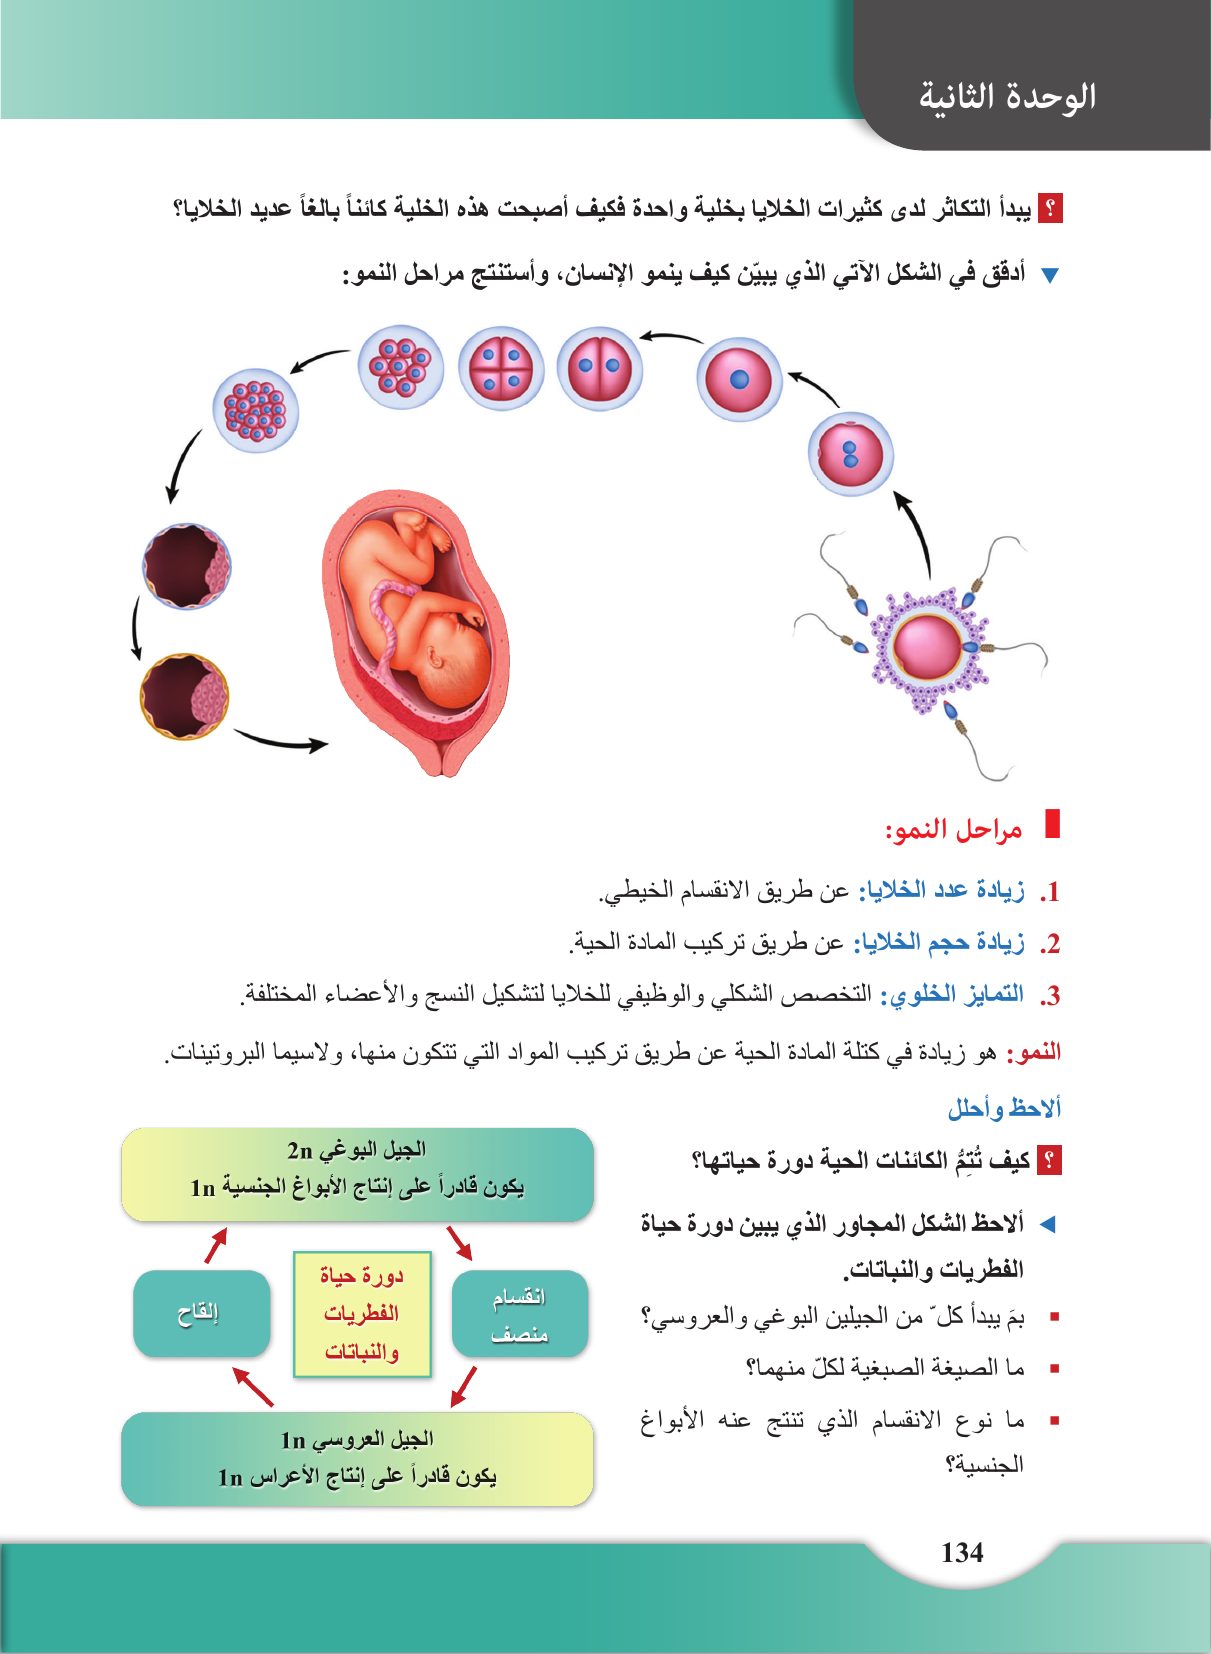 الوحدة الثانية
؟ يبدأ التكاثر لدى كثيرات الخلايا بخلية واحدة فكيف أصبحت هذه الخلية كائناً بالغاً عديد الخلايا؟
أدقق في الشكل الآتي الذي يبيّن كيف ينمو الإنسان، وأستنتج مراحل النمو:
مراحل النمو:
1. زيادة عدد الخلايا: عن طريق الانقسام الخيطي.
2. زيادة حجم الخلايا: عن طريق تركيب المادة الحية.
3. التمايز الخلوي: التخصص الشكلي والوظيفي للخلايا لتشكيل النسج والأعضاء المختلفة.
النمو: هو زيادة في كتلة المادة الحية عن طريق تركيب المواد التي تتكون منها، ولاسيما البروتينات.
ألاحظ وأحلل
؟ كيف تُتِمُّ الكائنات الحية دورة حياتها؟
ألاحظ الشكل المجاور الذي يبين دورة حياة
الفطريات والنباتات.
▪ بمَ يبدأ كلّ من الجيلين البوغي والعروسي؟
▪ ما الصيغة الصبغية لكلّ منهما؟
▪ ما نوع الانقسام الذي تنتج عنه الأبواغ
الجنسية؟
الجيل البوغي 2n
يكون قادراً على إنتاج الأبواغ الجنسية 1n
انقسام
منصف
دورة حياة
الفطريات
والنباتات
إلقاح
الجيل العروسي 1n
يكون قادراً على إنتاج الأعراس 1n
134